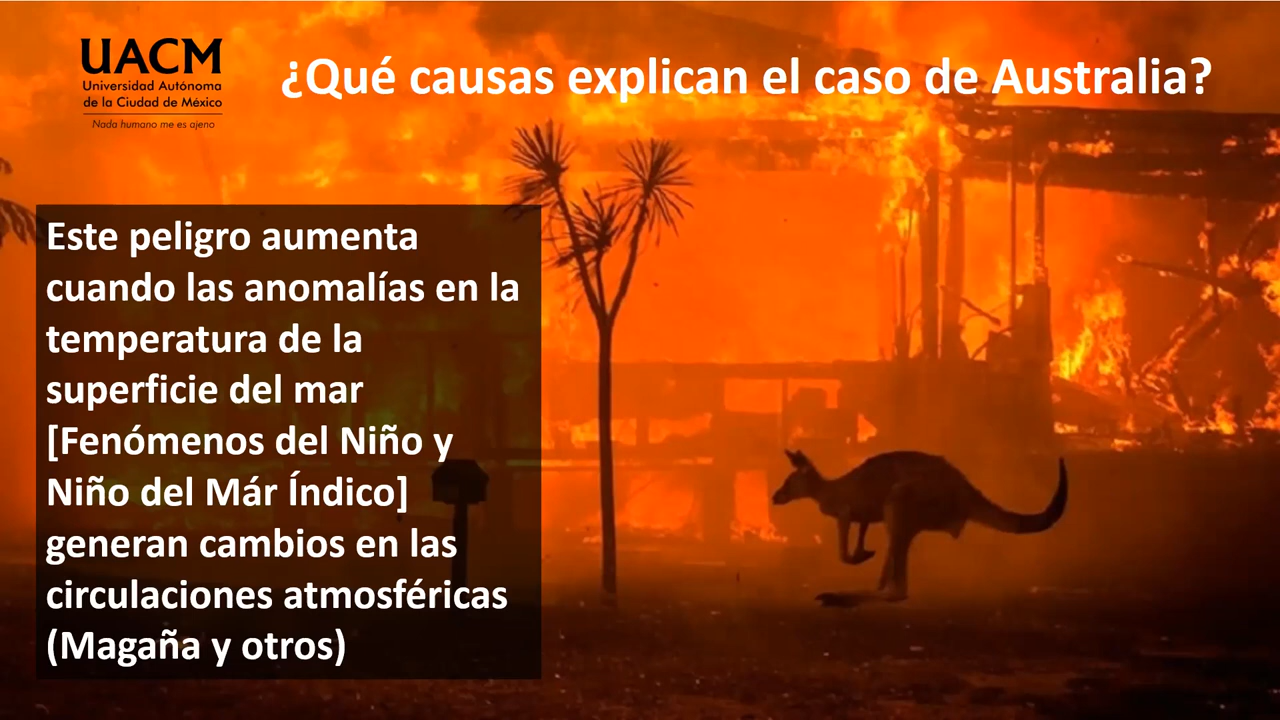 UACM
Universidad Autónoma
de la Ciudad de México
Nada humano me es ajeno
¿Qué causas explican el caso de Australia?
Este peligro aumenta
cuando las anomalías en la
temperatura de la
superficie del mar
[Fenómenos del Niño y
Niño del Már Índico]
generan cambios en las
circulaciones atmosféricas
(Magaña y otros)